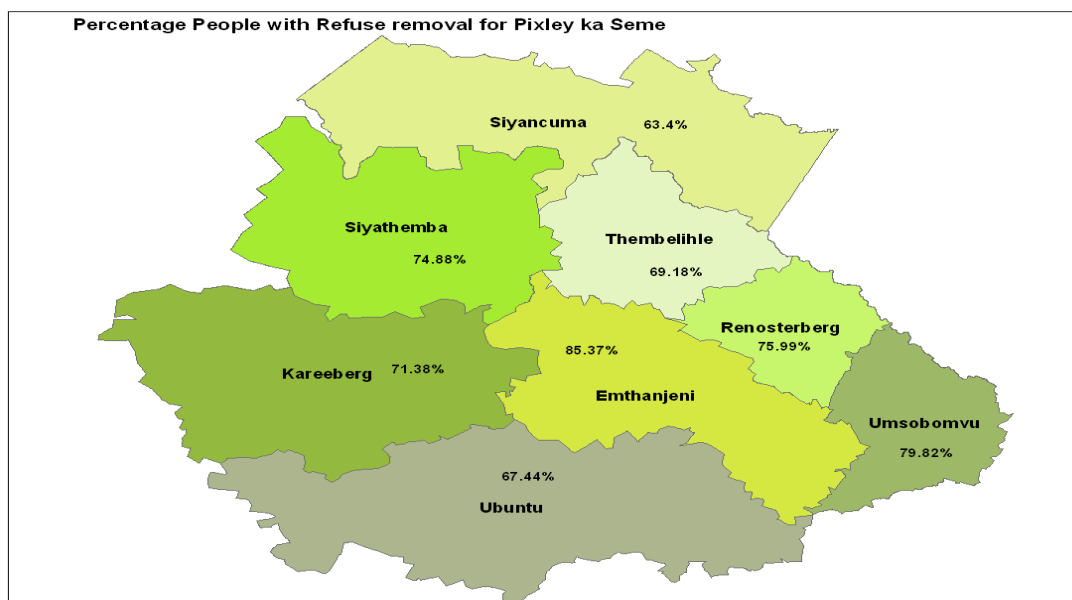 Percentage People with Refuse removal for Pixley ka Seme
Siyancuma
63.4%
Siyathemba
74.88%
Thembelihle
69.18%
Renosterberg
75.99%
Kareeberg
71.38%
85.37%
Emthanjeni
Umsobomvu
79.82%
67.44%
Ubuntu